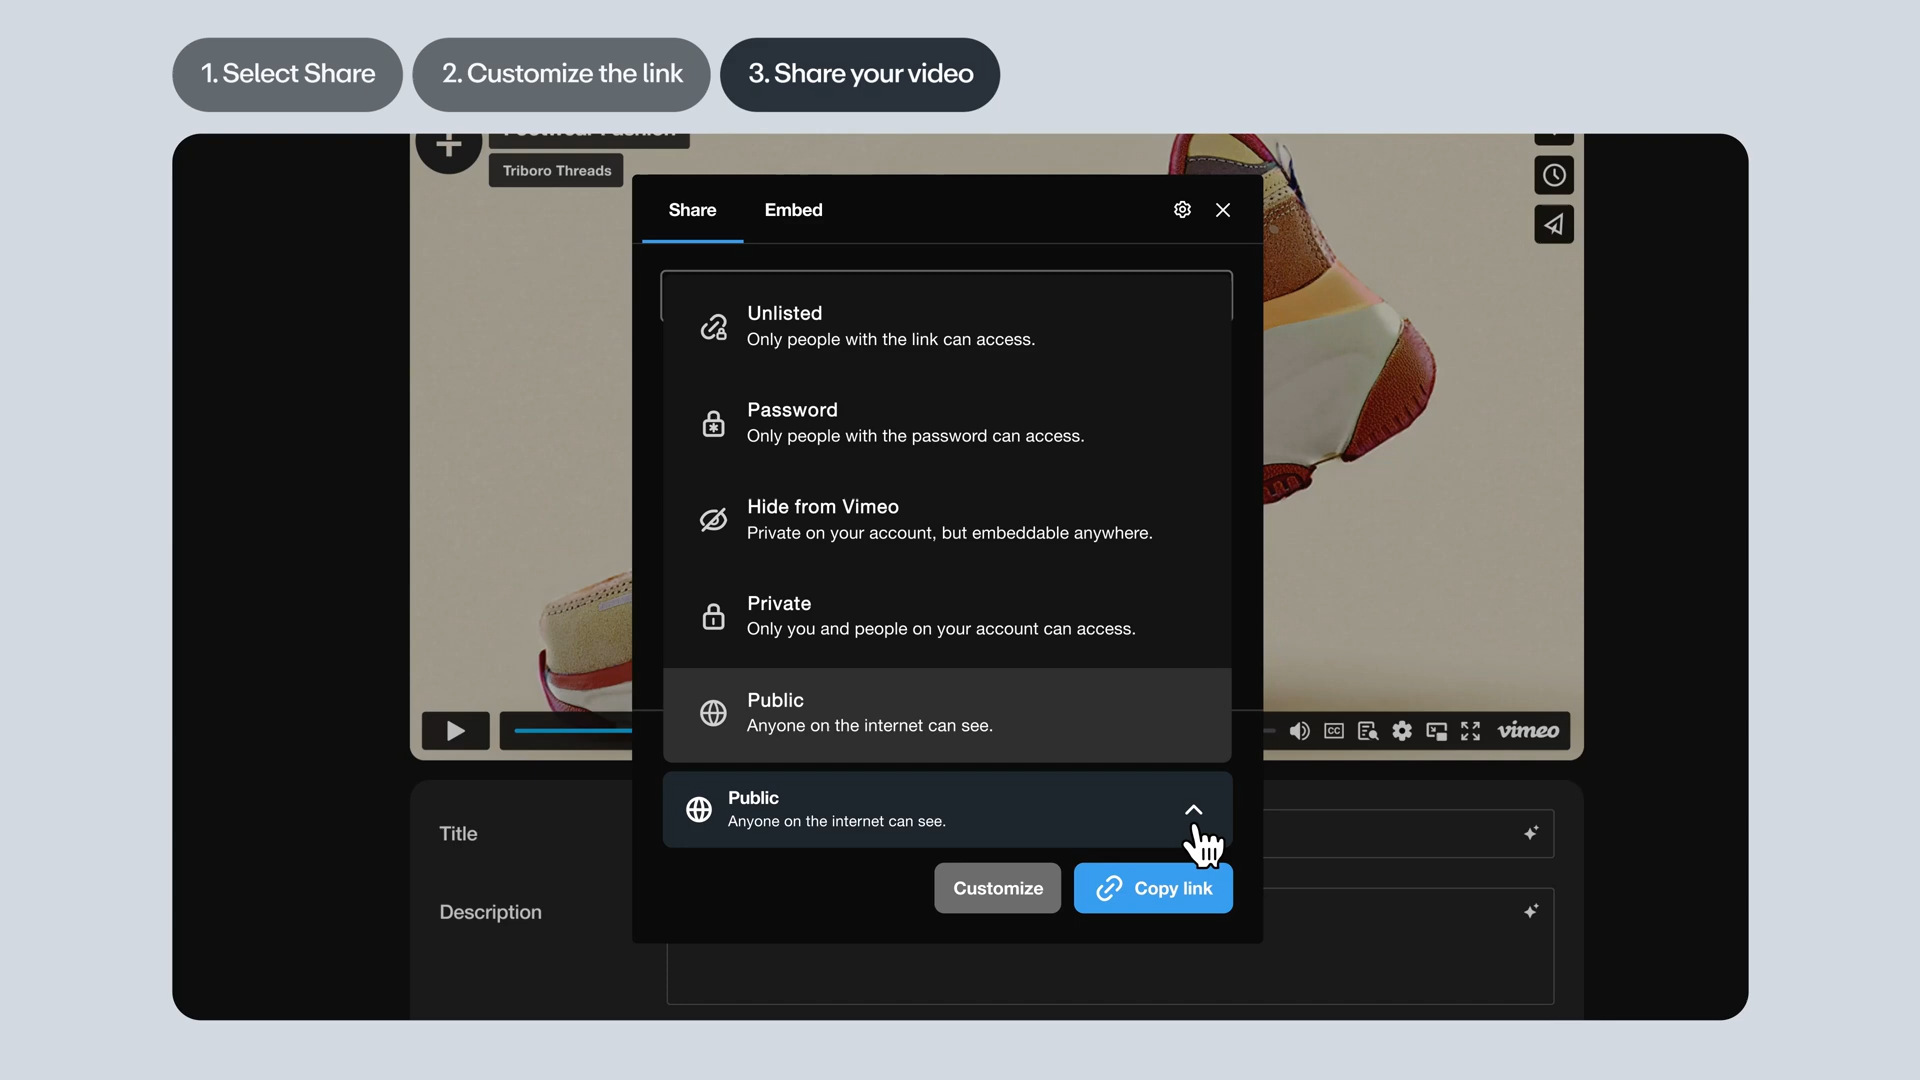 1. Select Share
2. Customize the link
3. Share your video
Footwear Fashion
Triboro Threads
Share
Embed
Unlisted
Only people with the link can access.
Password
Only people with the password can access.
Hide from Vimeo
Private on your account, but embeddable anywhere.
Private
Only you and people on your account can access.
Public
Anyone on the internet can see.
CC
vimeo
Public
Anyone on the internet can see.
Title
Customize
Copy link
Description